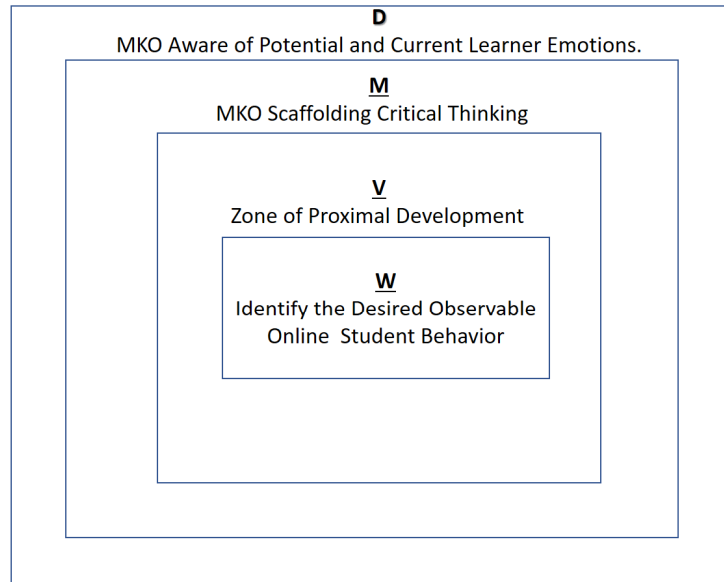 D
MKO Aware of Potential and Current Learner Emotions.
M
MKO Scaffolding Critical Thinking
V
Zone of Proximal Development
W
Identify the Desired Observable
Online  Student Behavior